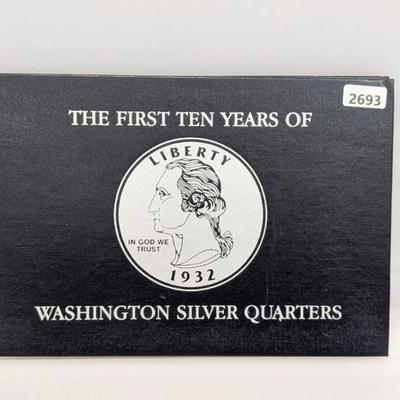 2693
THE FIRST TEN YEARS OF
LIBERTY
IN GOD WE
TRUST
1932
WASHINGTON SILVER QUARTERS